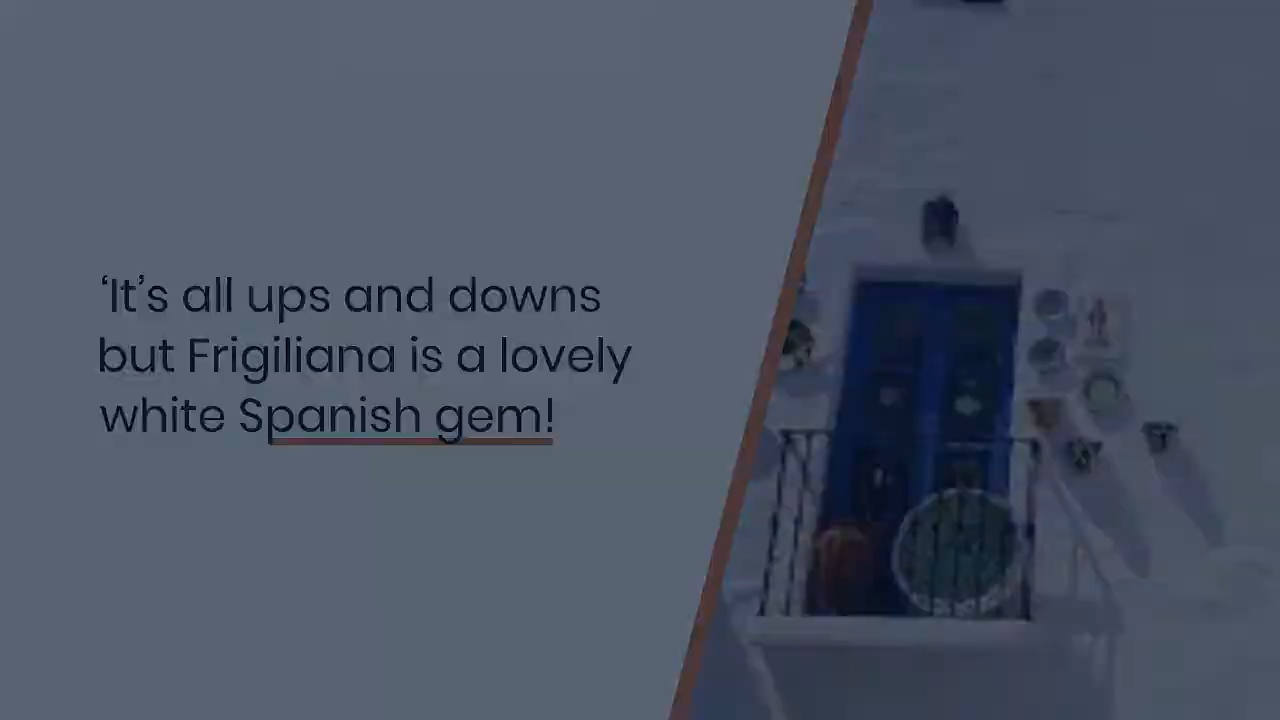 ‘It’s all ups and downs
but Frigiliana is a lovely
white Spanish gem!